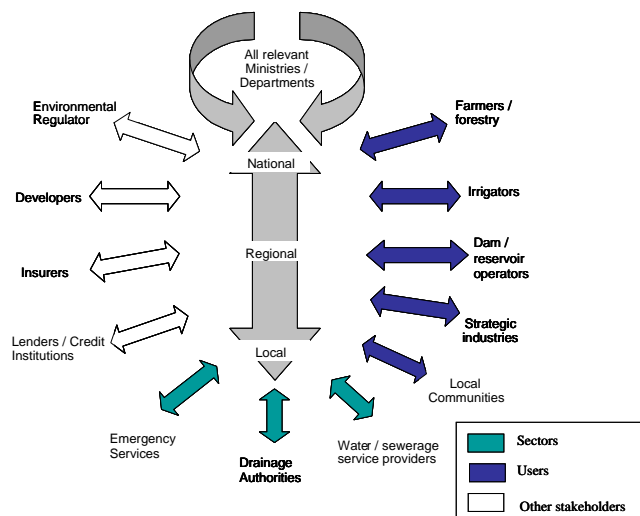 All relevant
Ministries /
Departments
Environmental
Regulator
Farmers /
forestry
National
Developers
Irrigators
Insurers
Regional
Dam /
reservoir
operators
Lenders / Credit
Institutions
Strategic
industries
Local
Local
Communities
Emergency
Services
Drainage
Authorities
Water / sewerage
service providers
Sectors
Users
Other stakeholders